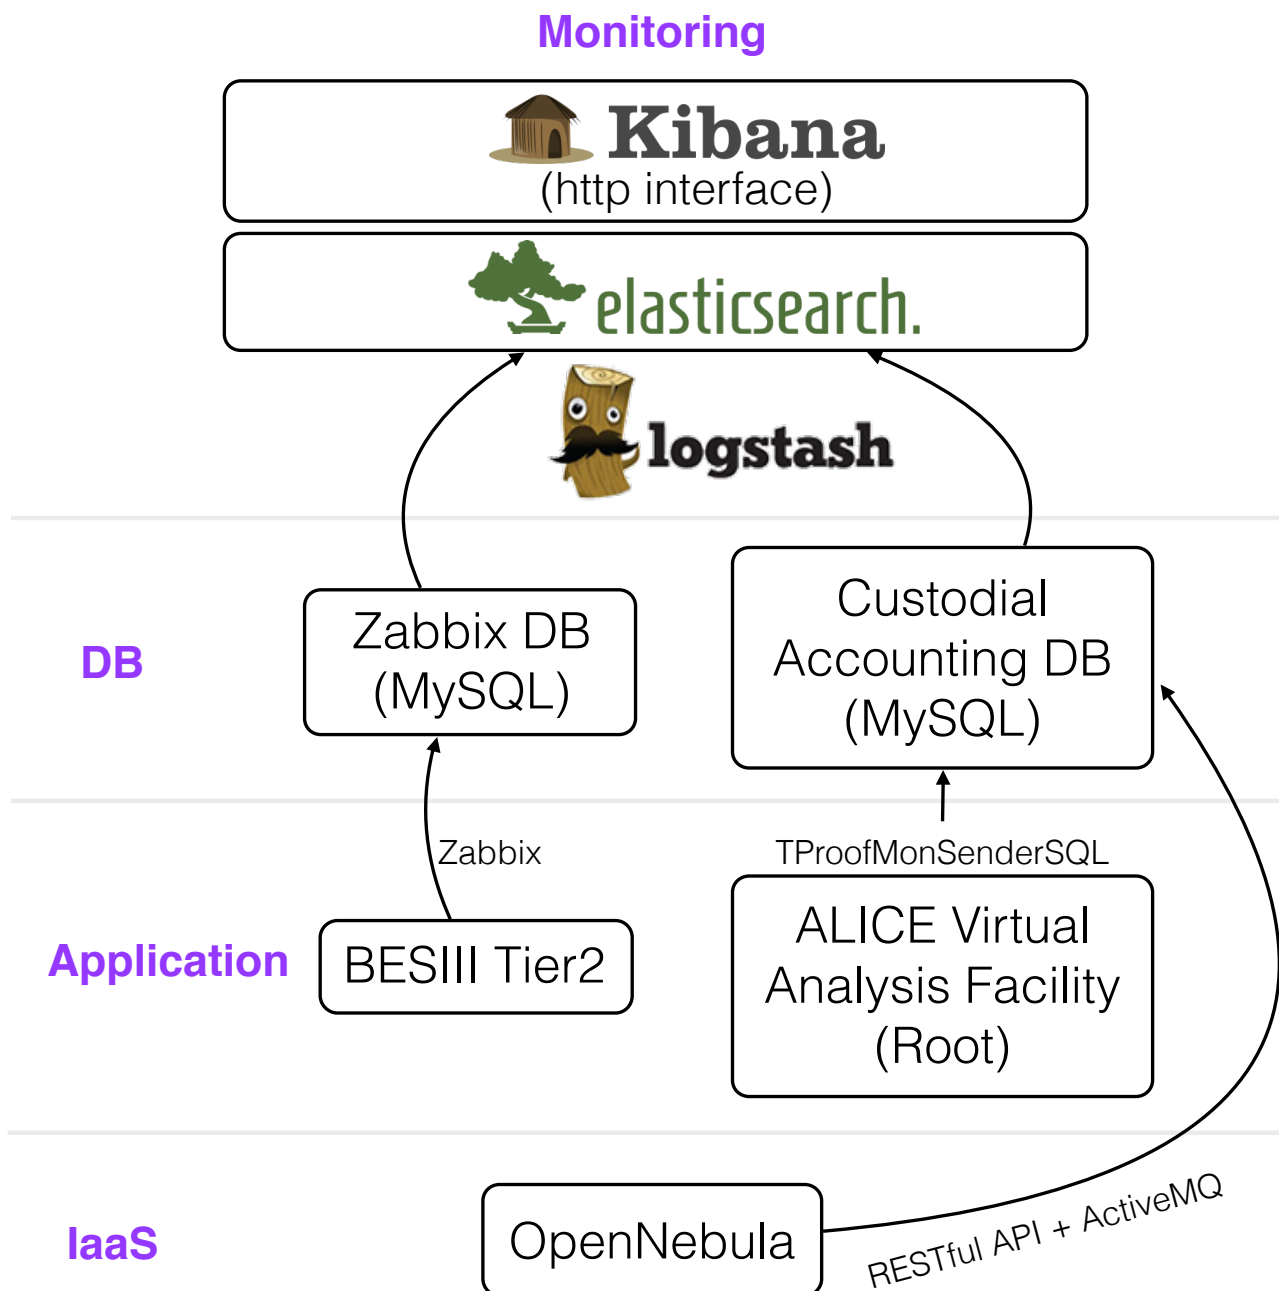 Monitoring
Kibana
(http interface)
elasticsearch.
logstash
DB
Zabbix DB
(MySQL)
Custodial
Accounting DB
(MySQL)
Zabbix
TProofMonSenderSQL
Application
BESIII Tier2
ALICE Virtual
Analysis Facility
(Root)
IaaS
OpenNebula
RESTful API + ActiveMQ